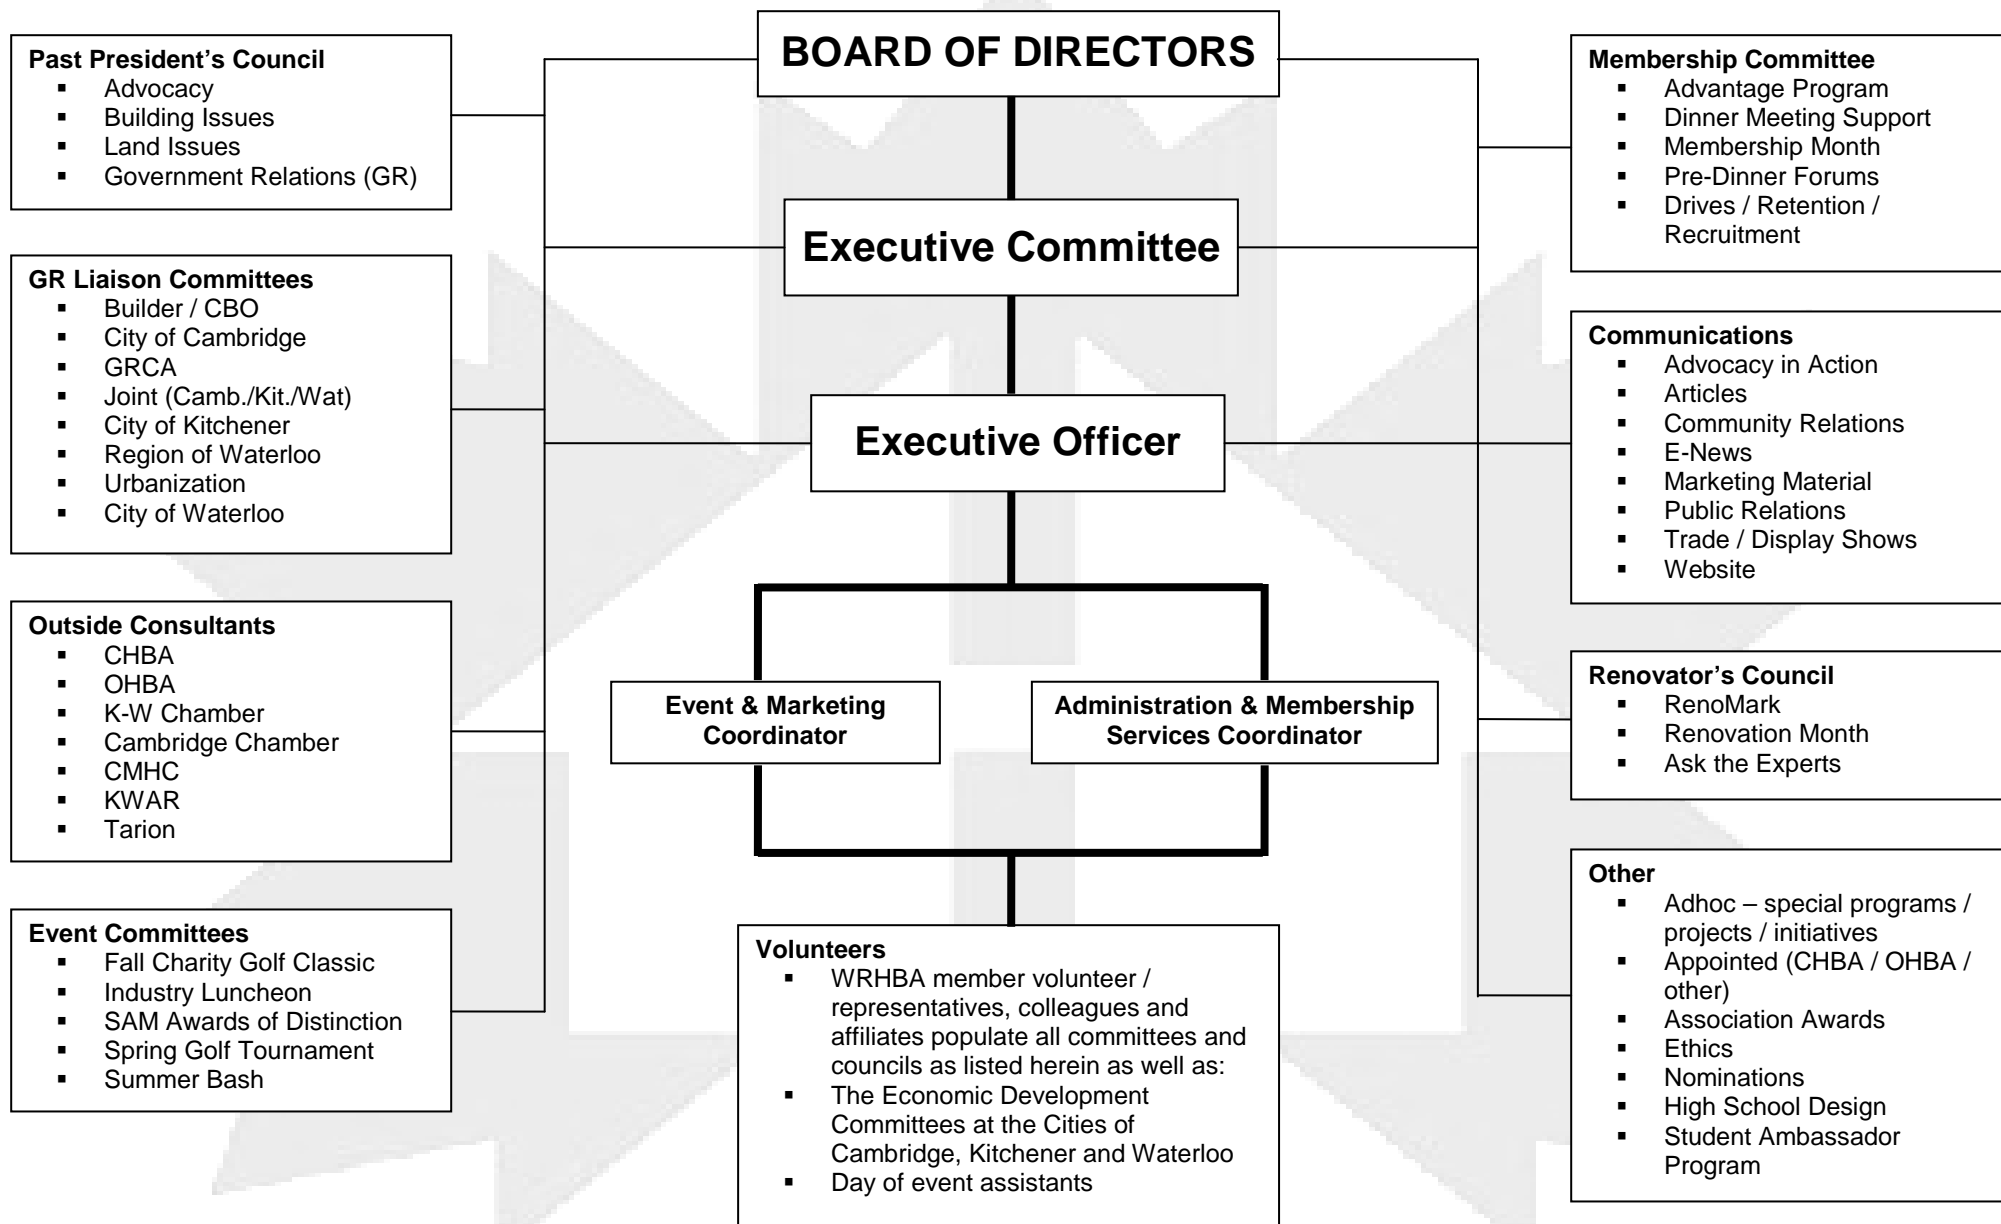 BOARD OF DIRECTORS
Executive Committee
Executive Officer
Event & Marketing
Coordinator
Administration & Membership
Services Coordinator
Volunteers
▪ WRHBA member volunteer /
representatives, colleagues and
affiliates populate all committees and
councils as listed herein as well as:
▪ The Economic Development
Committees at the Cities of
Cambridge, Kitchener and Waterloo
▪ Day of event assistants
Past President’s Council
▪ Advocacy
▪ Building Issues
▪ Land Issues
▪ Government Relations (GR)
GR Liaison Committees
▪ Builder / CBO
▪ City of Cambridge
▪ GRCA
▪ Joint (Camb./Kit./Wat)
▪ City of Kitchener
▪ Region of Waterloo
▪ Urbanization
▪ City of Waterloo
Outside Consultants
▪ CHBA
▪ OHBA
▪ K-W Chamber
▪ Cambridge Chamber
▪ CMHC
▪ KWAR
▪ Tarion
Event Committees
▪ Fall Charity Golf Classic
▪ Industry Luncheon
▪ SAM Awards of Distinction
▪ Spring Golf Tournament
▪ Summer Bash
Membership Committee
▪ Advantage Program
▪ Dinner Meeting Support
▪ Membership Month
▪ Pre-Dinner Forums
▪ Drives / Retention /
Recruitment
Communications
▪ Advocacy in Action
▪ Articles
▪ Community Relations
▪ E-News
▪ Marketing Material
▪ Public Relations
▪ Trade / Display Shows
▪ Website
Renovator’s Council
▪ RenoMark
▪ Renovation Month
▪ Ask the Experts
Other
▪ Adhoc – special programs /
projects / initiatives
▪ Appointed (CHBA / OHBA /
other)
▪ Association Awards
▪ Ethics
▪ Nominations
▪ High School Design
▪ Student Ambassador
Program